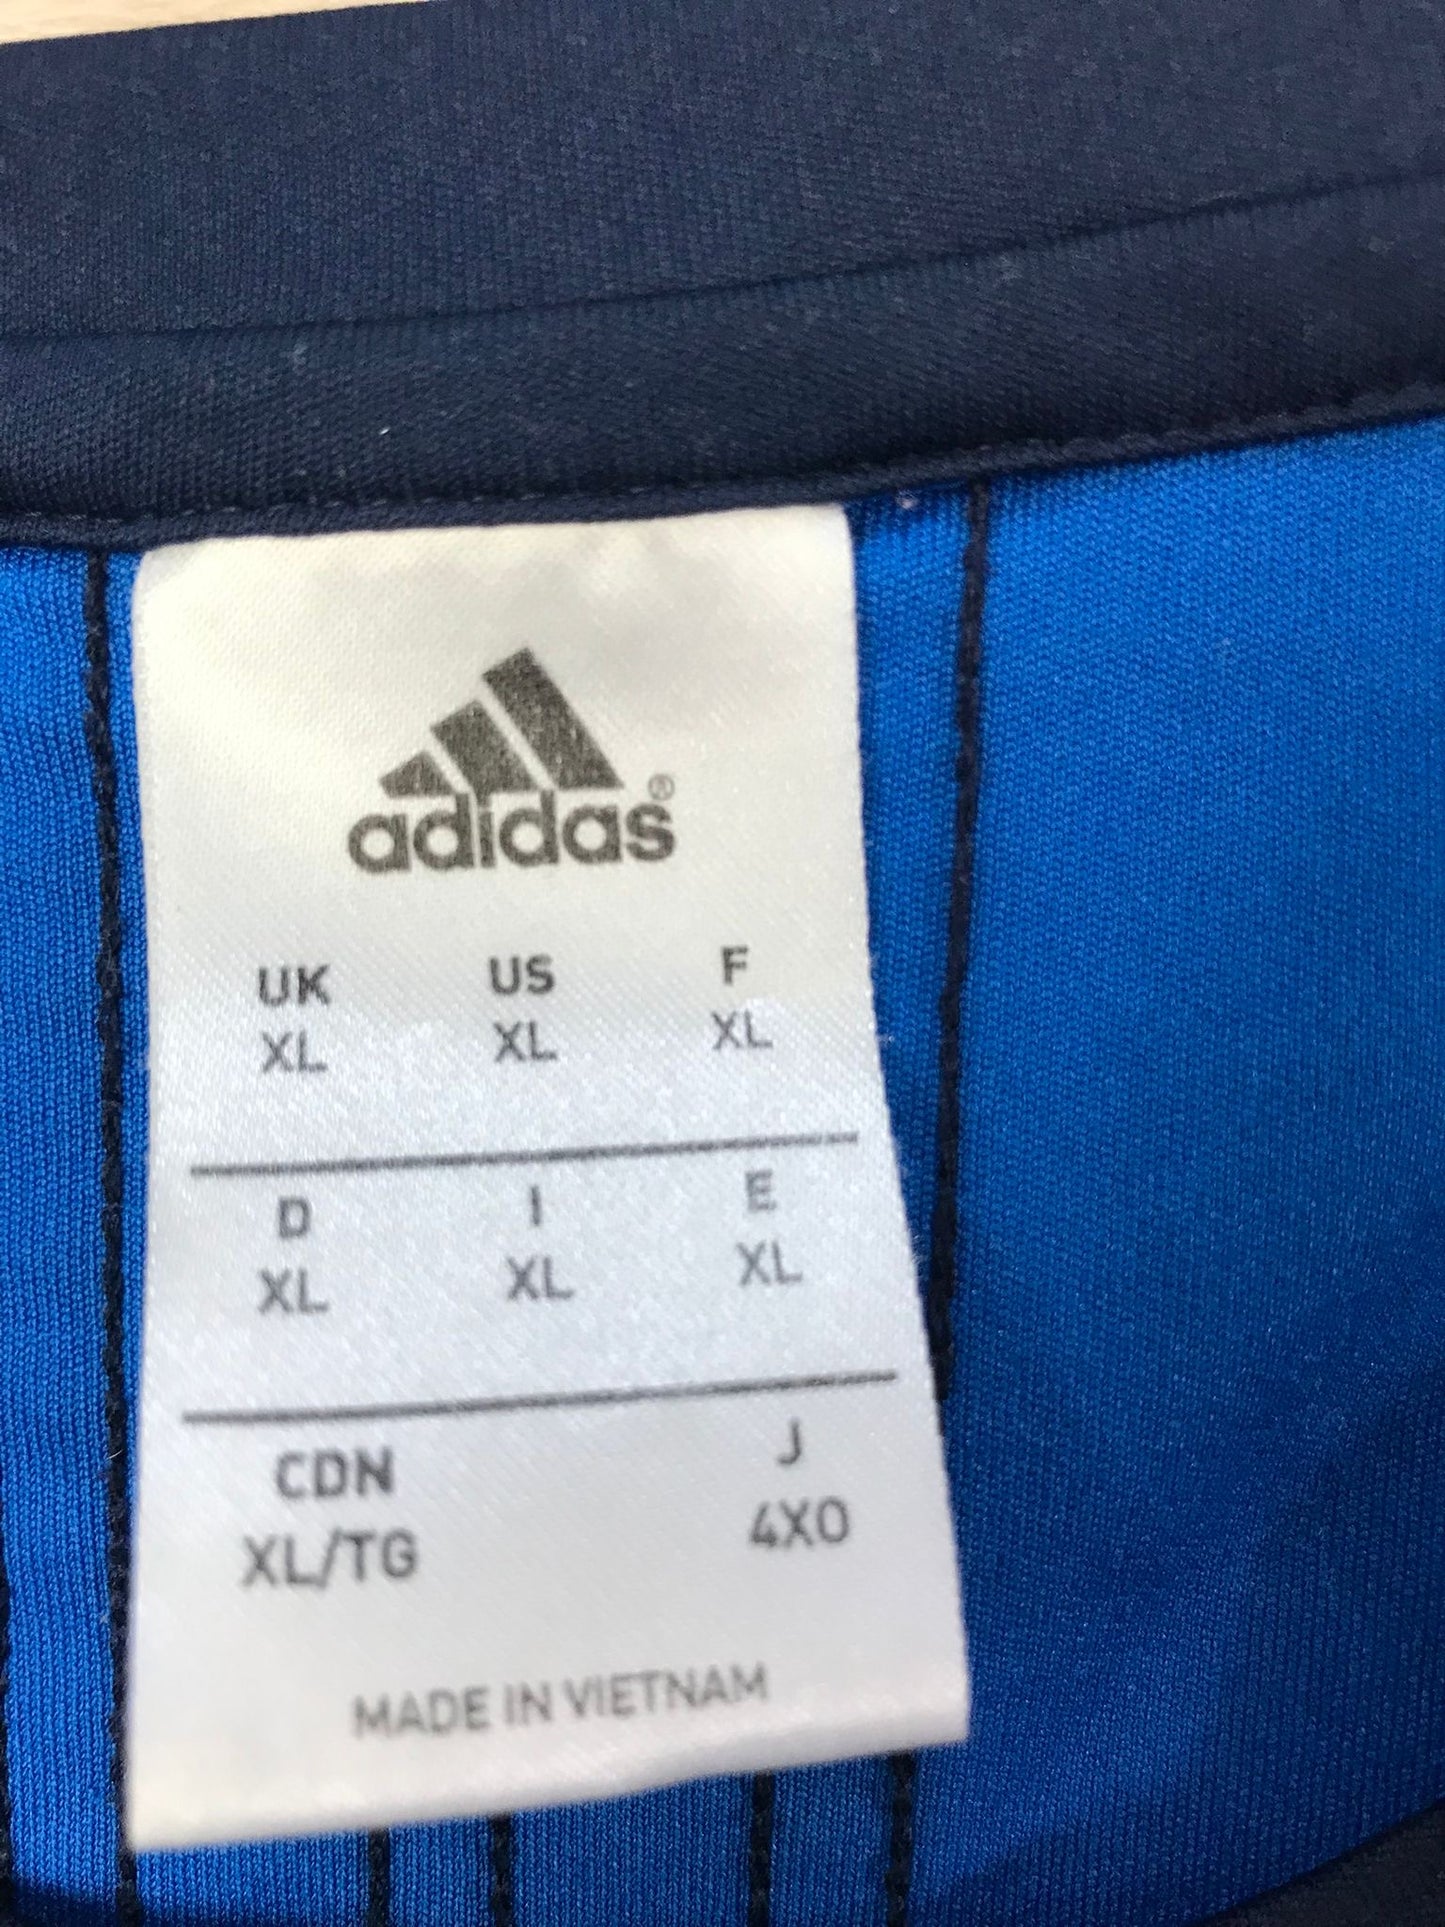 adidas®
UK US F
XL XL XL
D I E
XL XL XL
CDN J
XL/TG 4XO
MADE IN VIETNAM